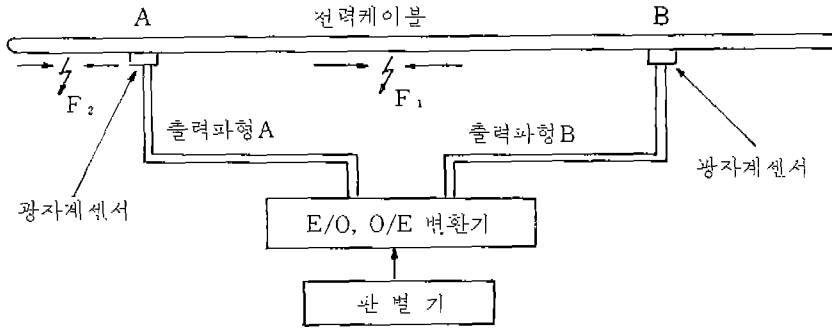 A
전력케이블
B
F₂
F₁
출력파형A
출력파형B
광자계센서
광자계센서
E/O, O/E 변환기
판 별 기